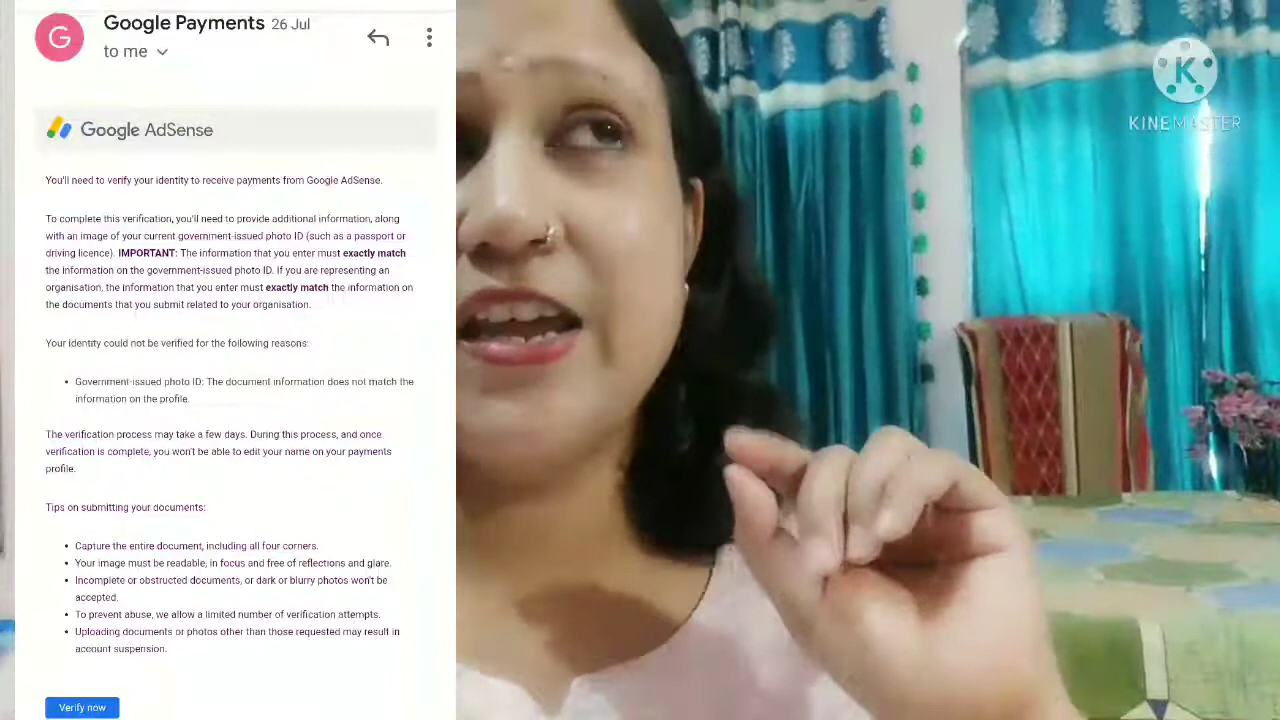 G
Google Payments 26 Jul
to me
Google AdSense
You'll need to verify your identity to receive payments from Google AdSense.
To complete this verification, you'll need to provide additional information, along
with an image of your current government-issued photo ID (such as a passport or
driving licence). IMPORTANT: The information that you enter must exactly match
the information on the government-issued photo ID. If you are representing an
organisation, the information that you enter must exactly match the information on
the documents that you submit related to your organisation.
Your identity could not be verified for the following reasons:
• Government-issued photo ID: The document information does not match the
information on the profile.
The verification process may take a few days. During this process, and once
verification is complete, you won't be able to edit your name on your payments
profile.
Tips on submitting your documents:
• Capture the entire document, including all four corners.
• Your image must be readable, in focus and free of reflections and glare.
• Incomplete or obstructed documents, or dark or blurry photos won't be
accepted.
• To prevent abuse, we allow a limited number of verification attempts.
• Uploading documents or photos other than those requested may result in
account suspension.
Verify now
K
KINEMASTER